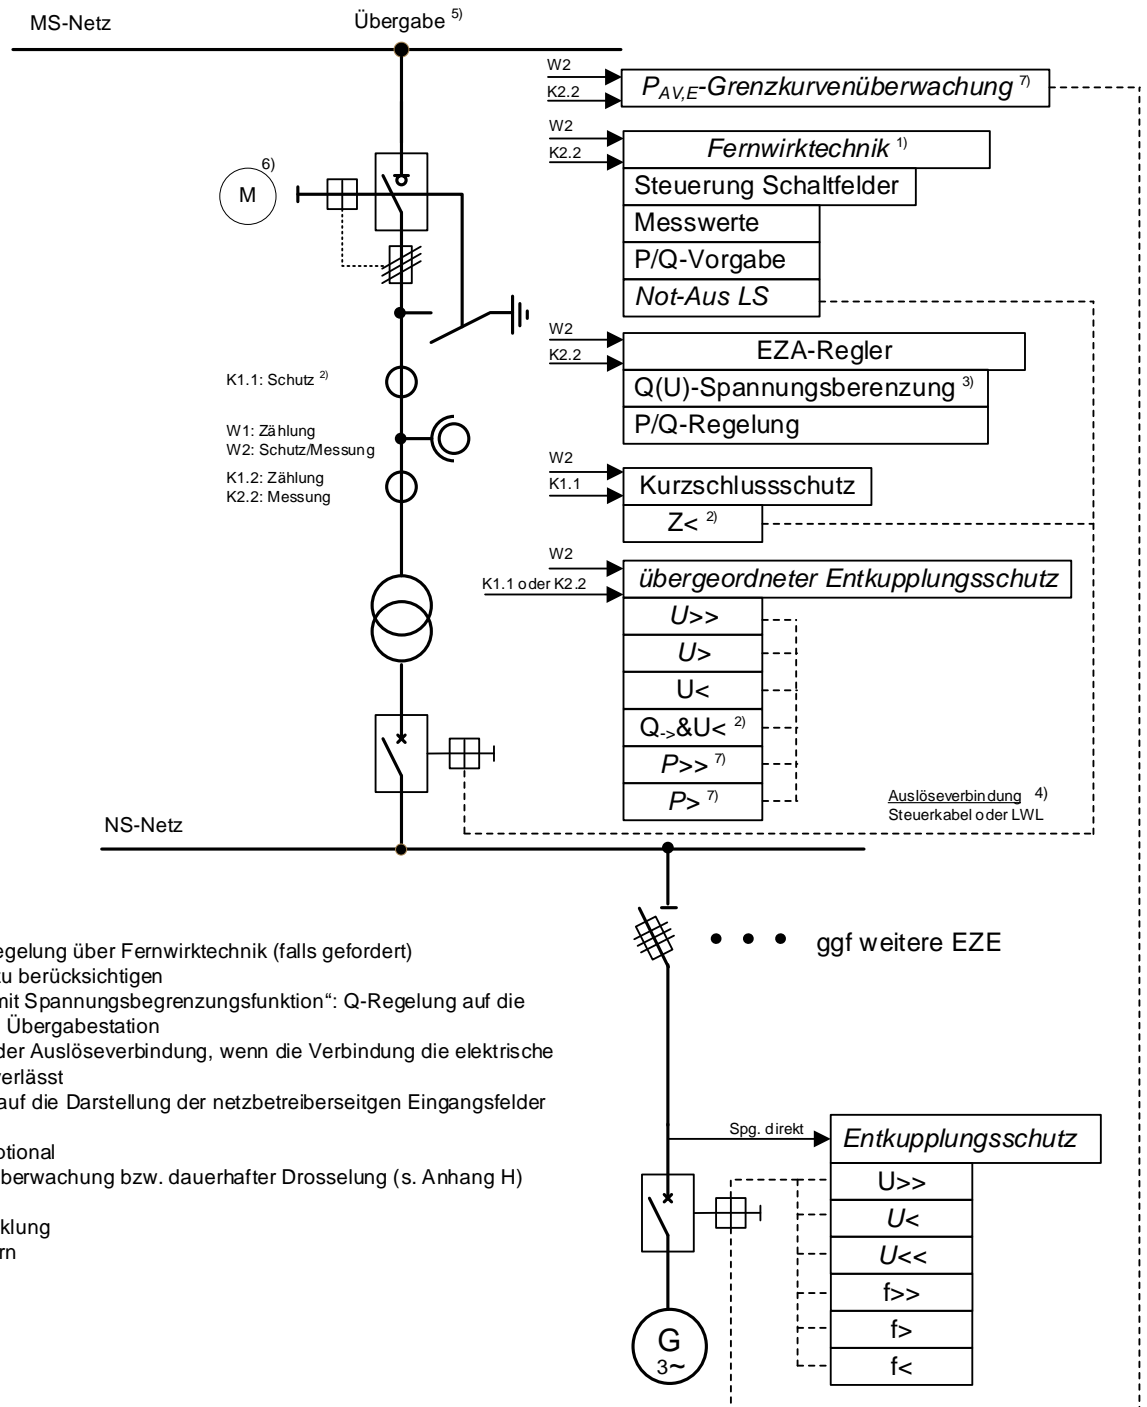 MS-Netz
Übergabe 5)
W2
K2.2
P AV,E-Grenzkurvenüberwachung 7)
W2
K2.2
Fernwirktechnik 1)
Steuerung Schaltfelder
Messwerte
P/Q-Vorgabe
Not-Aus LS
M 6)
W2
K2.2
EZA-Regler
Q(U)-Spannungsberenzung 3)
P/Q-Regelung
K1.1: Schutz 2)
W1: Zählung
W2: Schutz/Messung
K1.2: Zählung
K2.2: Messung
W2
K1.1
Kurzschlussschutz
Z< 2)
W2
K1.1 oder K2.2
übergeordneter Entkupplungsschutz
U>>
U>
U<
Q->&U< 2)
P>> 7)
P> 7)
Auslöseverbindung 4)
Steuerkabel oder LWL
NS-Netz
egelung über Fernwirktechnik (falls gefordert)
zu berücksichtigen
mit Spannungsbegrenzungsfunktion“: Q-Regelung auf die
Übergabestation
der Auslöseverbindung, wenn die Verbindung die elektrische
verlässt
auf die Darstellung der netzbetreiberseitgen Eingangsfelder
otional
berwachung bzw. dauerhafter Drosselung (s. Anhang H)
cklung
rn
ggf weitere EZE
Spg. direkt
Entkupplungsschutz
U>>
U<
U<<
f>>
f>
f<
G
3~